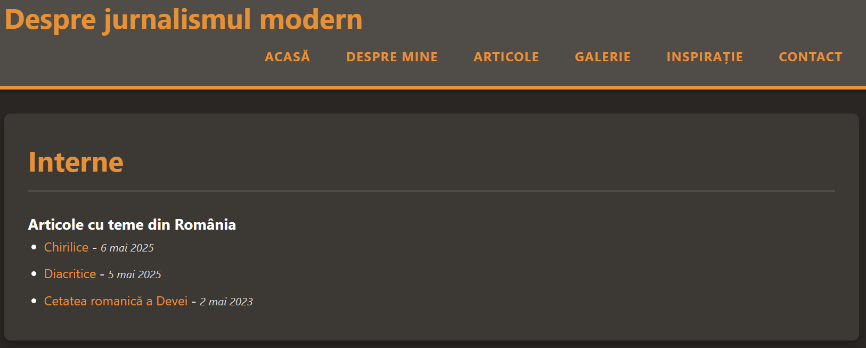 Despre jurnalismul modern
ACASĂ DESPRE MINE ARTICOLE GALERIE INSPIRAȚIE CONTACT
Interne
Articole cu teme din România
Chirilice - 6 mai 2025
Diacritice - 5 mai 2025
Cetatea romanică a Devei - 2 mai 2023